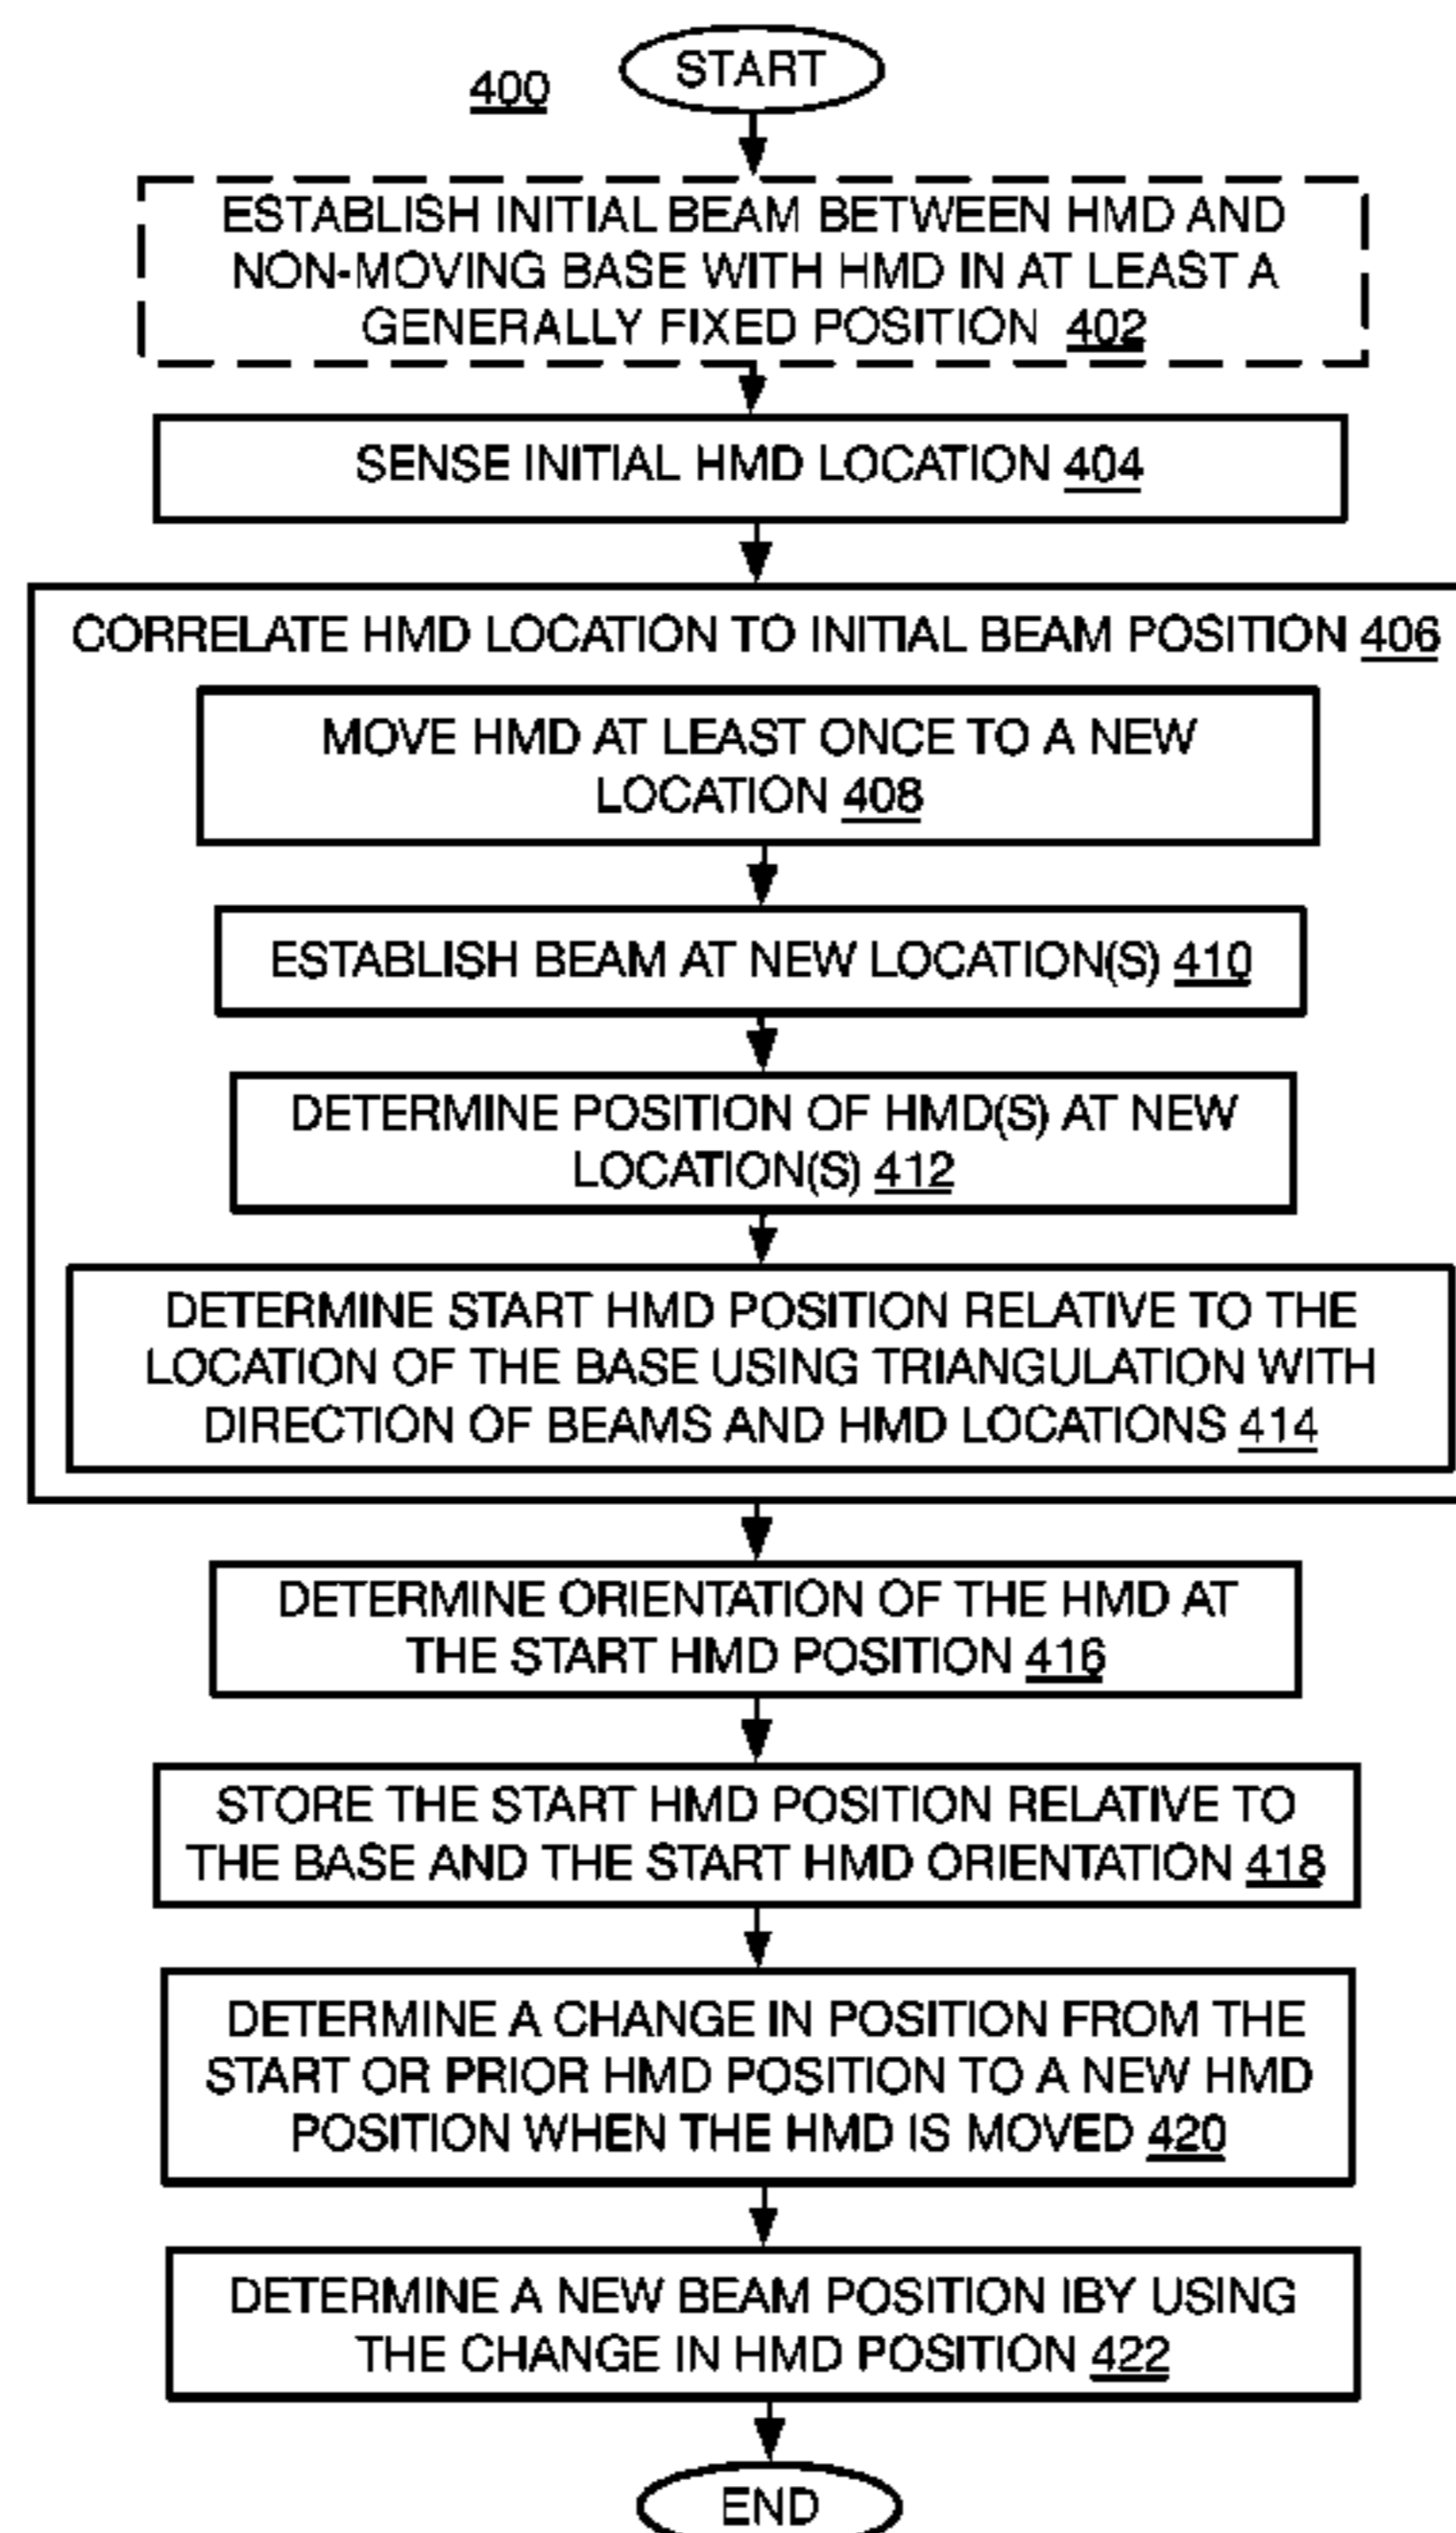 START
400
ESTABLISH INITIAL BEAM BETWEEN HMD AND
NON-MOVING BASE WITH HMD IN AT LEAST A
GENERALLY FIXED POSITION 402
SENSE INITIAL HMD LOCATION 404
CORRELATE HMD LOCATION TO INITIAL BEAM POSITION 406
MOVE HMD AT LEAST ONCE TO A NEW
LOCATION 408
ESTABLISH BEAM AT NEW LOCATION(S) 410
DETERMINE POSITION OF HMD(S) AT NEW
LOCATION(S) 412
DETERMINE START HMD POSITION RELATIVE TO THE
LOCATION OF THE BASE USING TRIANGULATION WITH
DIRECTION OF BEAMS AND HMD LOCATIONS 414
DETERMINE ORIENTATION OF THE HMD AT
THE START HMD POSITION 416
STORE THE START HMD POSITION RELATIVE TO
THE BASE AND THE START HMD ORIENTATION 418
DETERMINE A CHANGE IN POSITION FROM THE
START OR PRIOR HMD POSITION TO A NEW HMD
POSITION WHEN THE HMD IS MOVED 420
DETERMINE A NEW BEAM POSITION IBY USING
THE CHANGE IN HMD POSITION 422
END